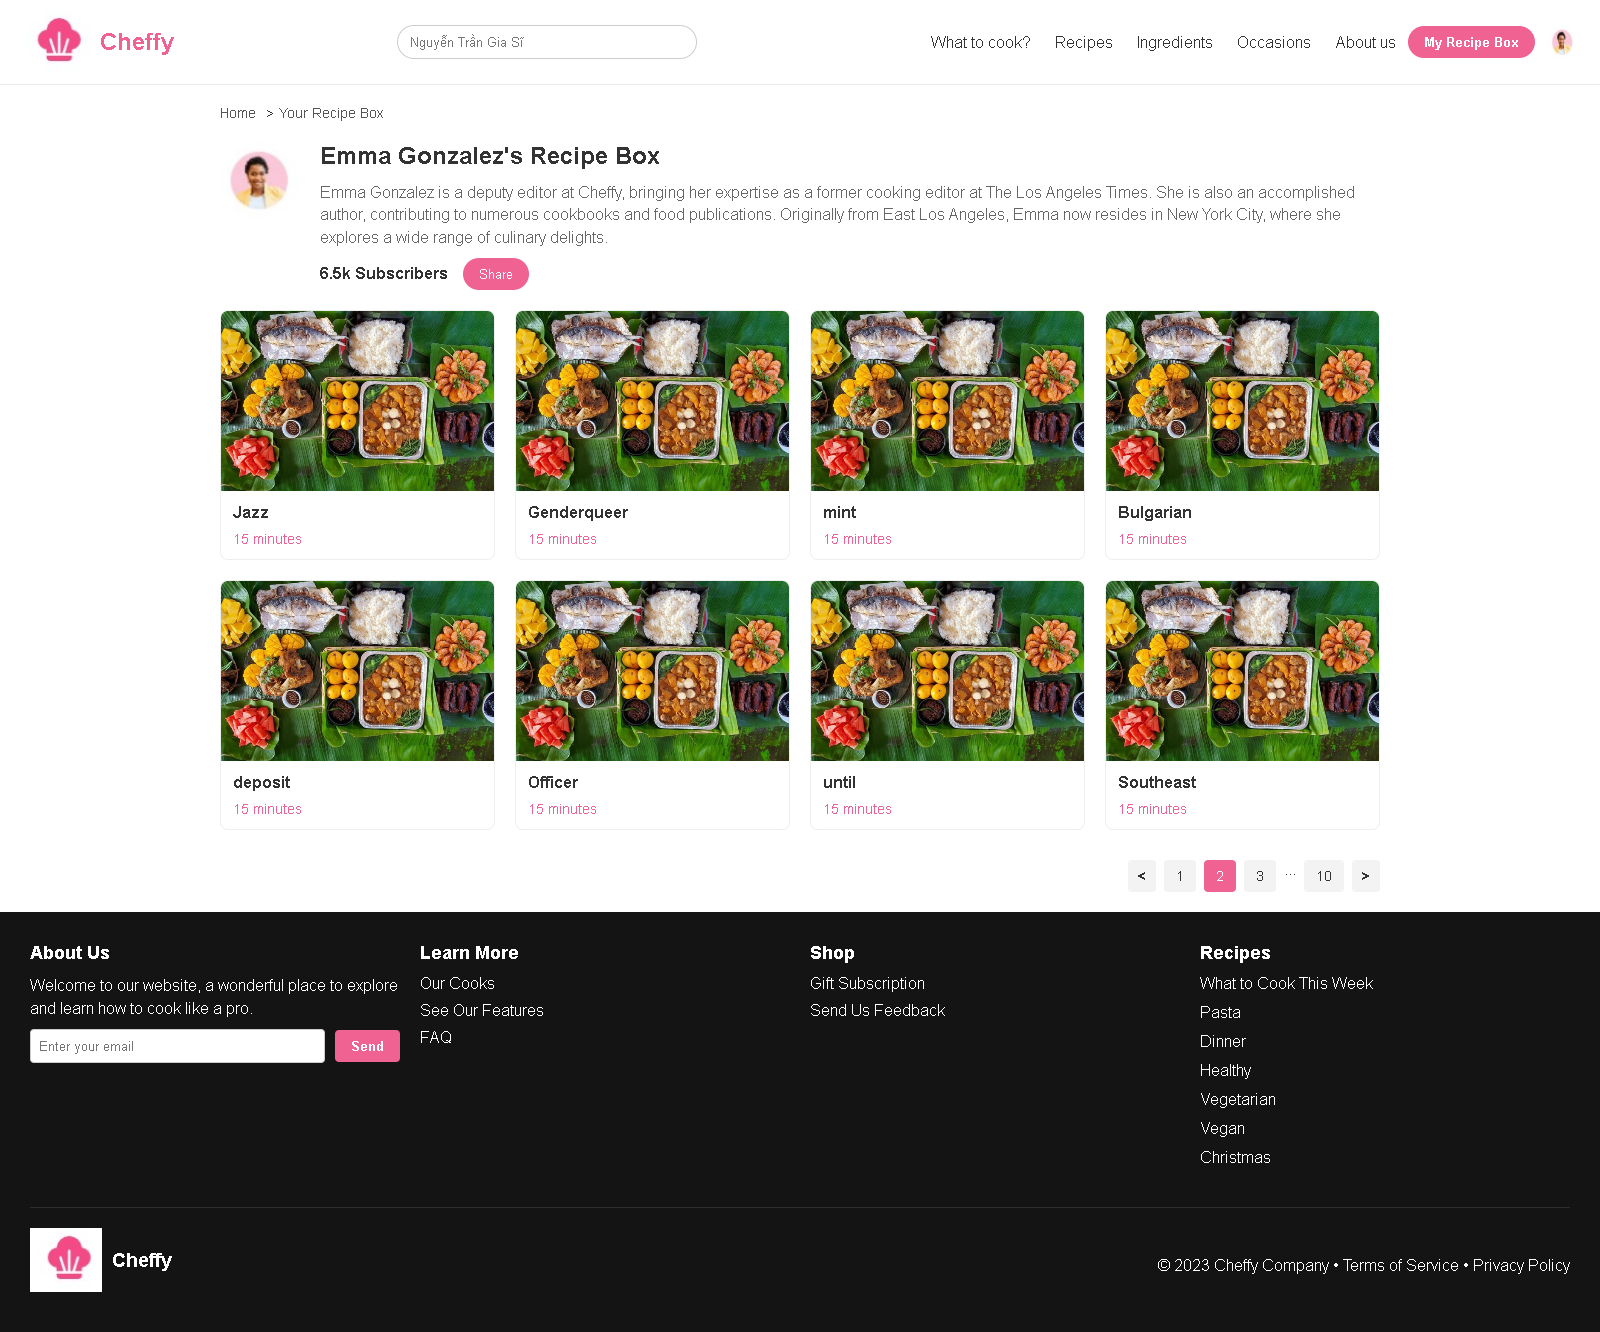 Cheffy
Nguyễn Trần Gia Sĩ
What to cook?
Recipes
Ingredients
Occasions
About us
My Recipe Box
Home > Your Recipe Box
Emma Gonzalez's Recipe Box
Emma Gonzalez is a deputy editor at Cheffy, bringing her expertise as a former cooking editor at The Los Angeles Times. She is also an accomplished
author, contributing to numerous cookbooks and food publications. Originally from East Los Angeles, Emma now resides in New York City, where she
explores a wide range of culinary delights.
6.5k Subscribers
Share
Jazz
15 minutes
Genderqueer
15 minutes
mint
15 minutes
Bulgarian
15 minutes
deposit
15 minutes
Officer
15 minutes
until
15 minutes
Southeast
15 minutes
< 1 2 3 ... 10 >
About Us
Welcome to our website, a wonderful place to explore
and learn how to cook like a pro.
Enter your email
Send
Learn More
Our Cooks
See Our Features
FAQ
Shop
Gift Subscription
Send Us Feedback
Recipes
What to Cook This Week
Pasta
Dinner
Healthy
Vegetarian
Vegan
Christmas
Cheffy
© 2023 Cheffy Company • Terms of Service • Privacy Policy